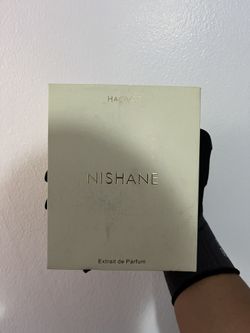 HACIVAT
NISHANE
Extrait de Parfum